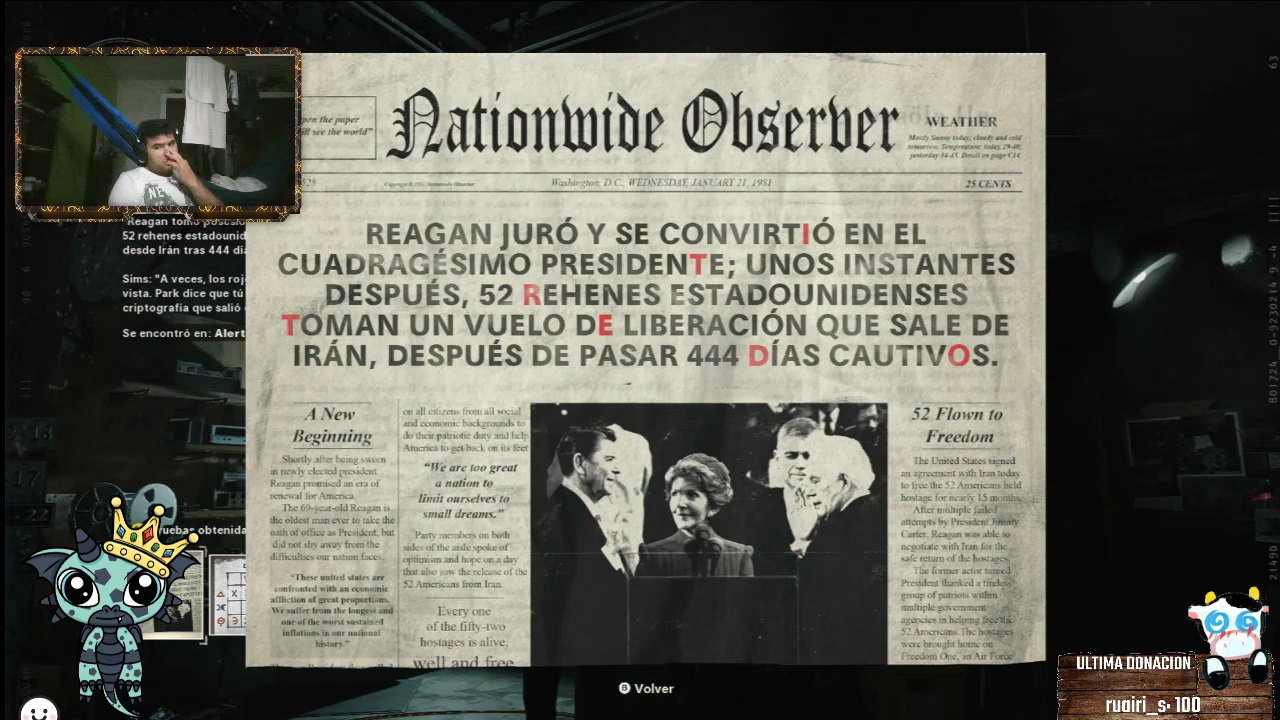 pen the paper
ill see the world"
Nationwide Observer
WEATHER
Mostly Sunny today; cloudy and cold
tomorrow. Temperature: today 29-40;
yesterday 34-45. Detail on page C14.
528
Copyright © 1981 Nationwide Observer
Washington, D.C., WEDNESDAY, JANUARY 21, 1981
25 CENTS
REAGAN JURÓ Y SE CONVIRTIÓ EN EL
CUADRAGÉSIMO PRESIDENTE; UNOS INSTANTES
DESPUÉS, 52 REHENES ESTADOUNIDENSES
TOMAN UN VUELO DE LIBERACIÓN QUE SALE DE
IRÁN, DESPUÉS DE PASAR 444 DÍAS CAUTIVOS.
"Reagan tomó posesió
52 rehenes estadounid
desde Irán tras 444 día
Sims: "A veces, los roj
vista. Park dice que tú
criptografía que salió
Se encontró en: Alert
uebas obtenida
A New
Beginning
Shortly after being sworn
in newly elected president
Reagan promised an era of
renewal for America.
The 69-year-old Reagan is
the oldest man ever to take the
oath of office as President, but
did not shy away from the
difficulties our nation faces.
"These united states are
confronted with an economic
affliction of great proportions.
We suffer from the longest and
one of the worst sustained
inflations in our national
history."
on all citizens from all social
and economic backgrounds to
do their patriotic duty and help
America to get back on its feet
"We are too great
a nation to
limit ourselves to
small dreams."
Party members on both
sides of the aisle spoke of
optimism and hope on a day
that also saw the release of the
52 Americans from Iran.
Every one
of the fifty-two
hostages is alive,
well and free
52 Flown to
Freedom
The United States signed
an agreement with Iran today
to free the 52 Americans held
hostage for nearly 15 months.
After multiple failed
attempts by President Jimmy
Carter, Reagan was able to
negotiate with Iran for the
safe return of the hostages.
The former actor turned
President thanked a tireless
group of patriots within
multiple government
agencies in helping free the
52 Americans. The hostages
were brought home on
Freedom One, an Air Force
B Volver
ULTIMA DONACION
ruairi_s: 100